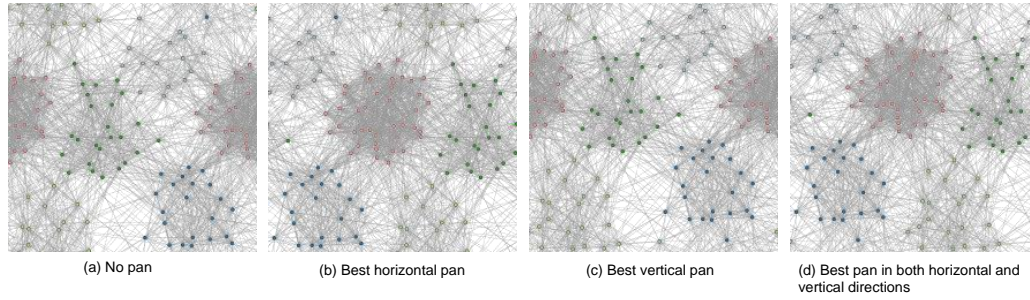 (a) No pan
(b) Best horizontal pan
(c) Best vertical pan
(d) Best pan in both horizontal and
vertical directions